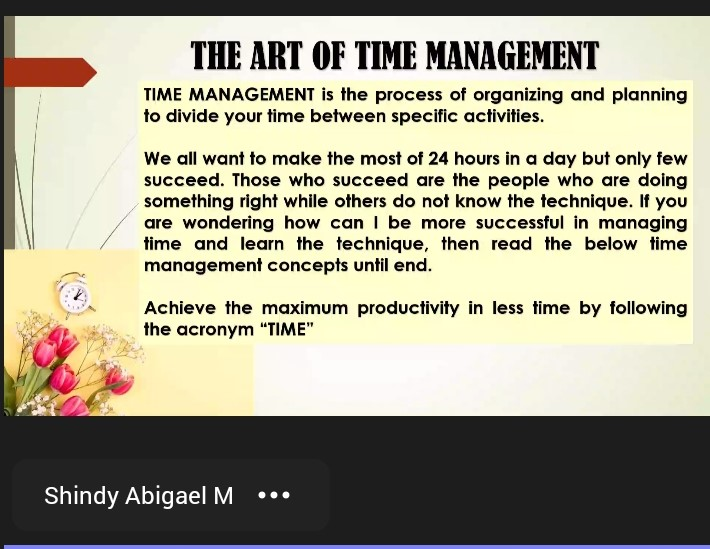 THE ART OF TIME MANAGEMENT
TIME MANAGEMENT is the process of organizing and planning
to divide your time between specific activities.
We all want to make the most of 24 hours in a day but only few
succeed. Those who succeed are the people who are doing
something right while others do not know the technique. If you
are wondering how can I be more successful in managing
time and learn the technique, then read the below time
management concepts until end.
Achieve the maximum productivity in less time by following
the acronym “TIME”
Shindy Abigael M •••